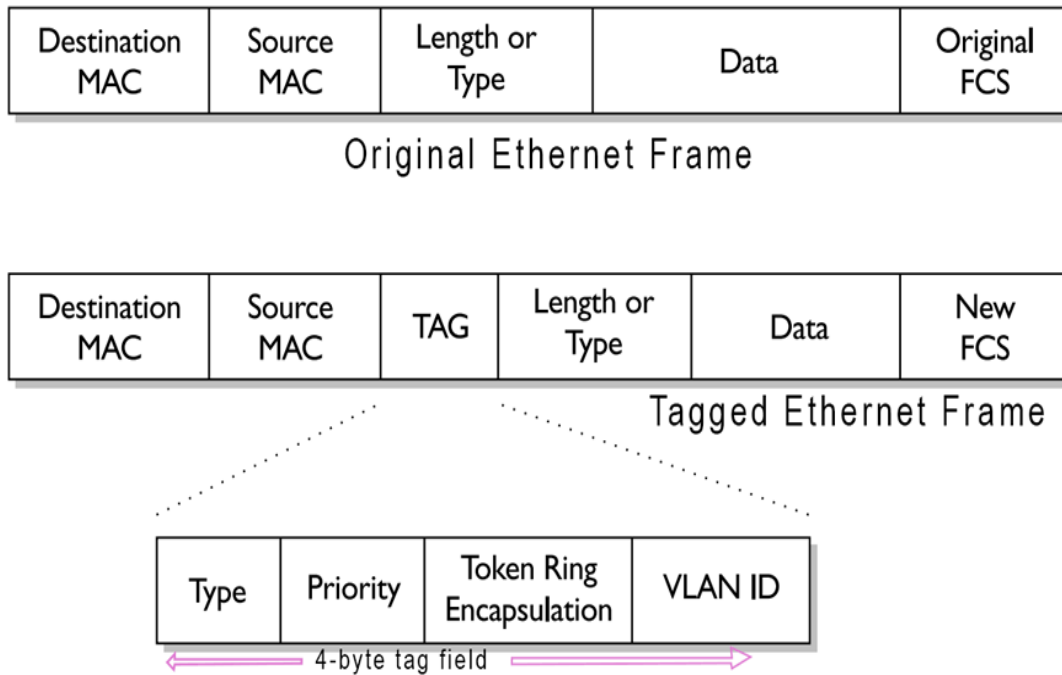 Destination
MAC
Source
MAC
Length or
Type
Data
Original
FCS
Original Ethernet Frame
Destination
MAC
Source
MAC
TAG
Length or
Type
Data
New
FCS
Tagged Ethernet Frame
Type
Priority
Token Ring
Encapsulation
VLAN ID
4-byte tag field